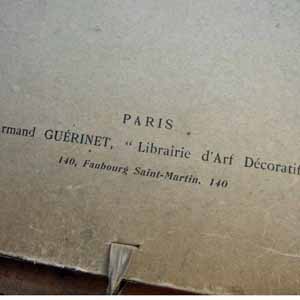 PARIS
rmand GUÉRINET, “ Librairie d'Art Décoratif
140, Faubourg Saint-Martin, 140